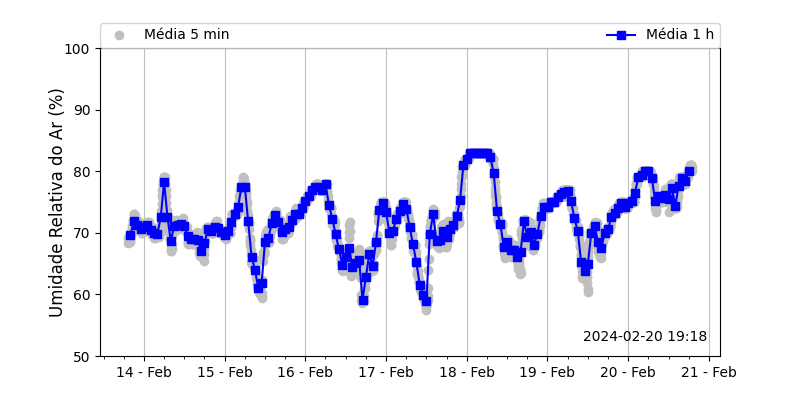 Média 5 min Média 1 h
100
90
80
70
60
50
Umidade Relativa do Ar (%)
2024-02-20 19:18
14 - Feb 15 - Feb 16 - Feb 17 - Feb 18 - Feb 19 - Feb 20 - Feb 21 - Feb